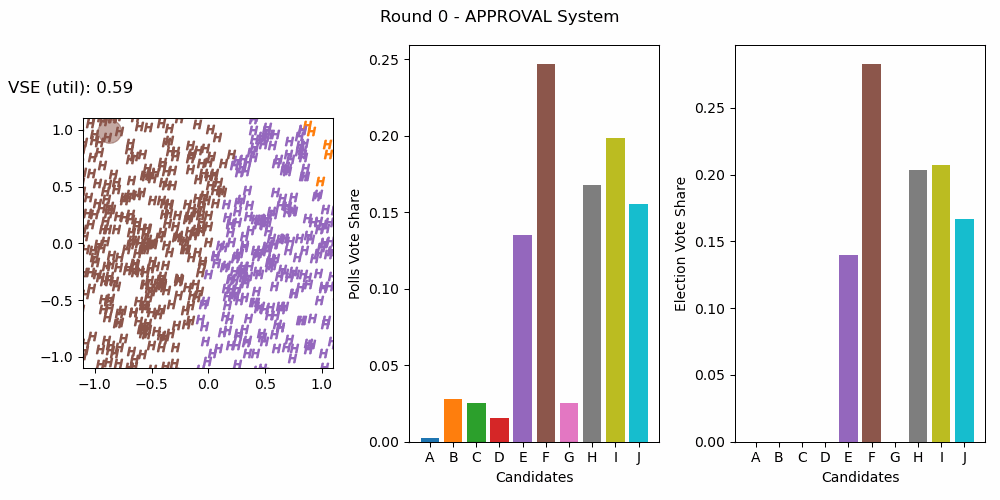 Round 0 - APPROVAL System
VSE (util): 0.59
1.0
0.5
0.0
−0.5
−1.0
−1.0 −0.5 0.0 0.5 1.0
Polls Vote Share
0.25
0.20
0.15
0.10
0.05
0.00
A B C D E F G H I J
Candidates
Election Vote Share
0.25
0.20
0.15
0.10
0.05
0.00
A B C D E F G H I J
Candidates